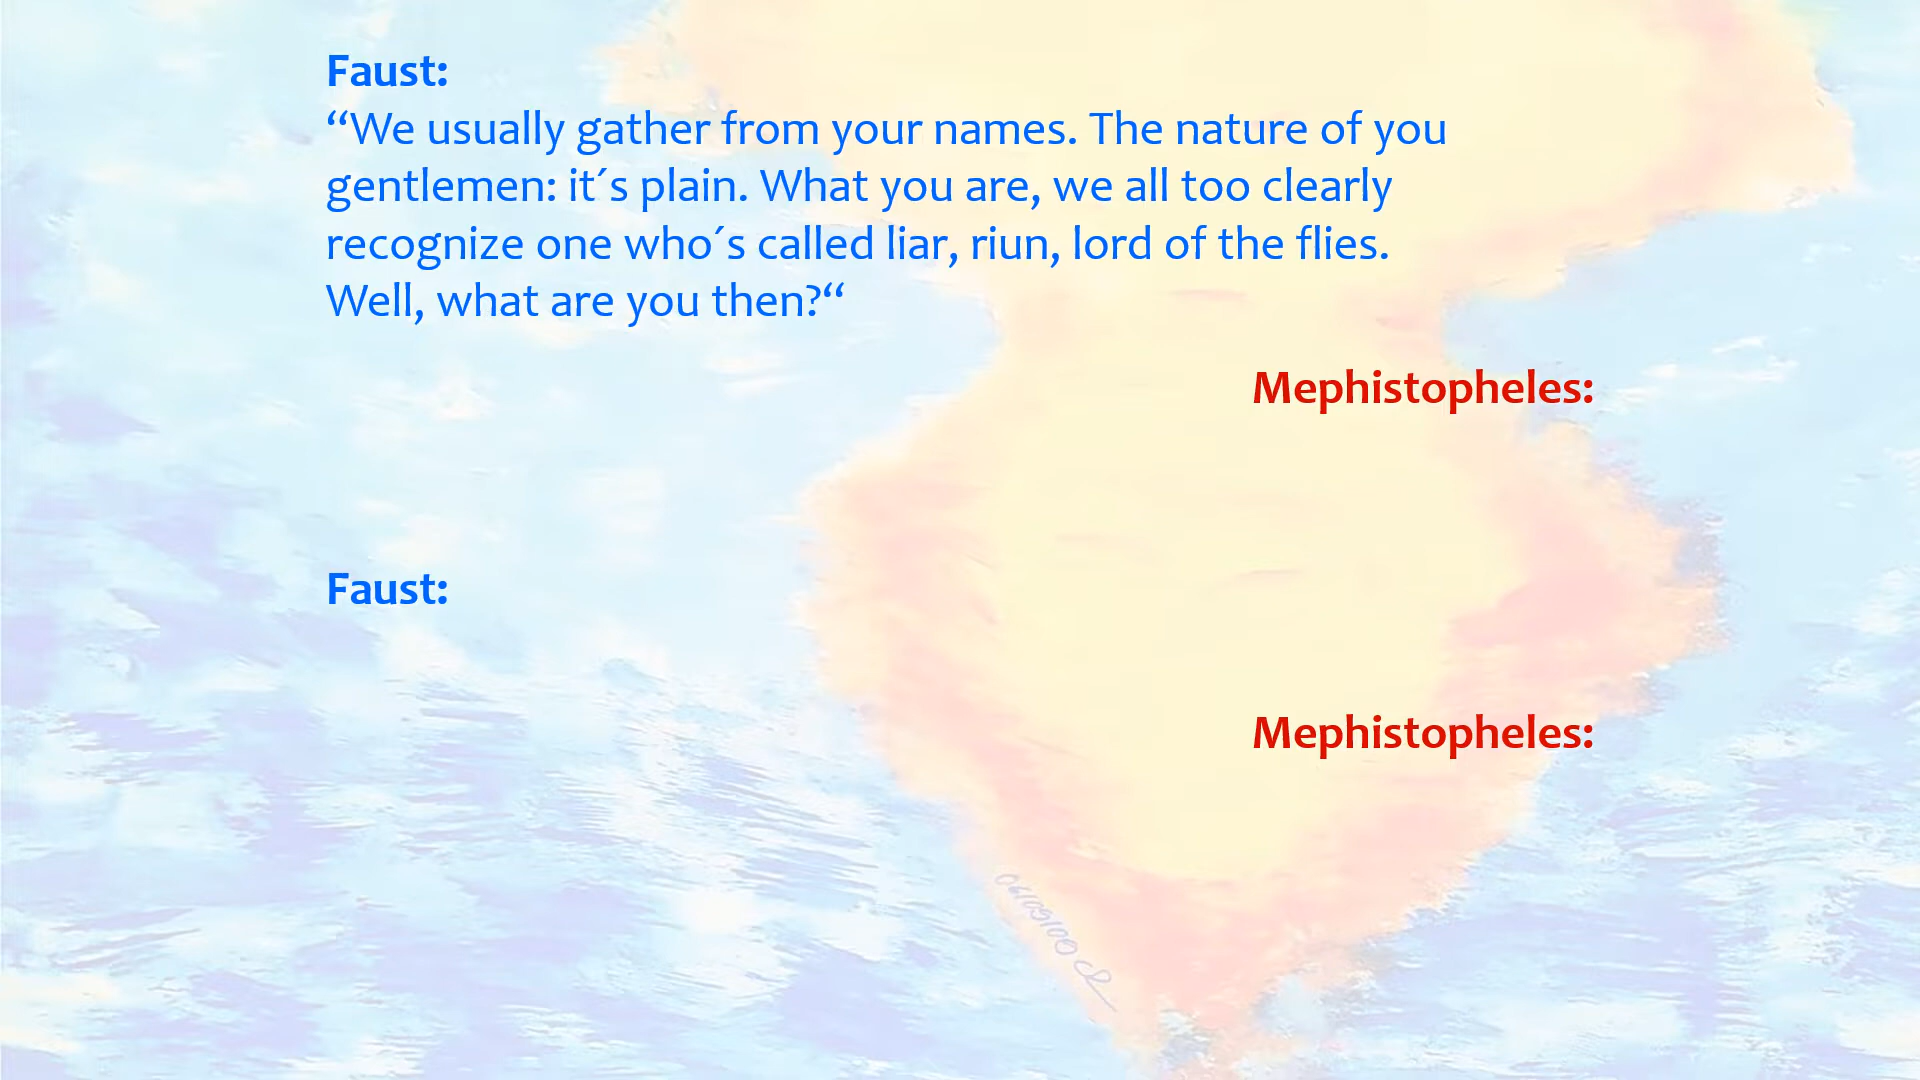 Faust:
“We usually gather from your names. The nature of you
gentlemen: it´s plain. What you are, we all too clearly
recognize one who´s called liar, riun, lord of the flies.
Well, what are you then?“
Mephistopheles:
Faust:
Mephistopheles: